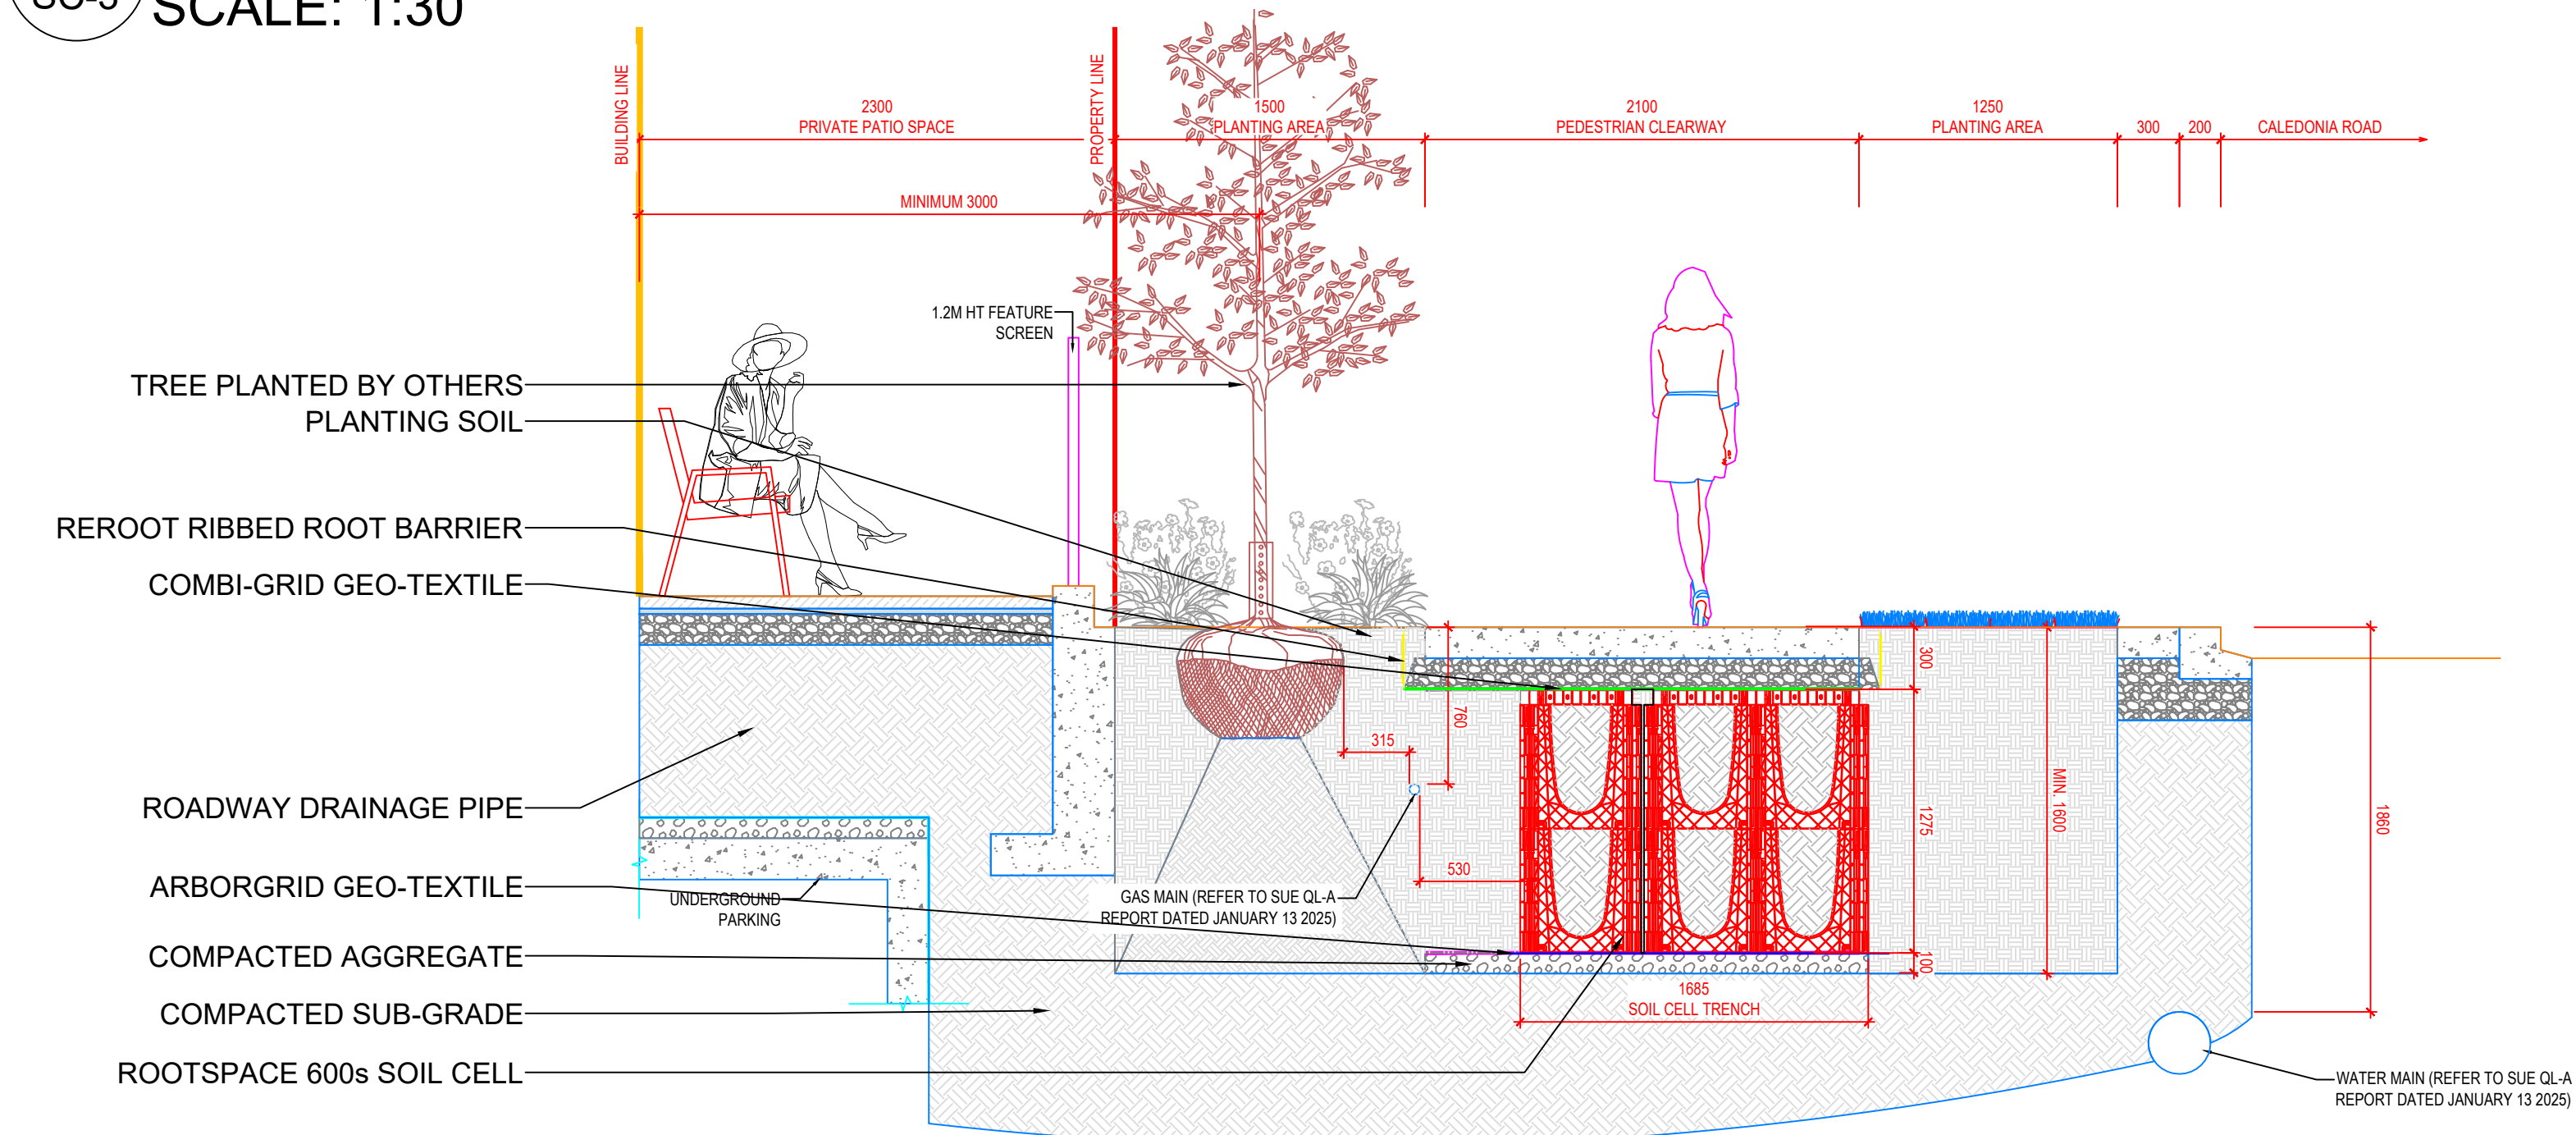 SCALE: 1:30
BUILDING LINE
PROPERTY LINE
2300
PRIVATE PATIO SPACE
1500
PLANTING AREA
2100
PEDESTRIAN CLEARWAY
1250
PLANTING AREA
300
200
CALEDONIA ROAD
MINIMUM 3000
1.2M HT FEATURE
SCREEN
TREE PLANTED BY OTHERS
PLANTING SOIL
REROOT RIBBED ROOT BARRIER
COMBI-GRID GEO-TEXTILE
ROADWAY DRAINAGE PIPE
ARBORGRID GEO-TEXTILE
COMPACTED AGGREGATE
COMPACTED SUB-GRADE
ROOTSPACE 600s SOIL CELL
UNDERGROUND
PARKING
GAS MAIN (REFER TO SUE QL-A
REPORT DATED JANUARY 13 2025)
760
315
530
300
1275
100
MIN. 1600
1860
1685
SOIL CELL TRENCH
WATER MAIN (REFER TO SUE QL-A
REPORT DATED JANUARY 13 2025)